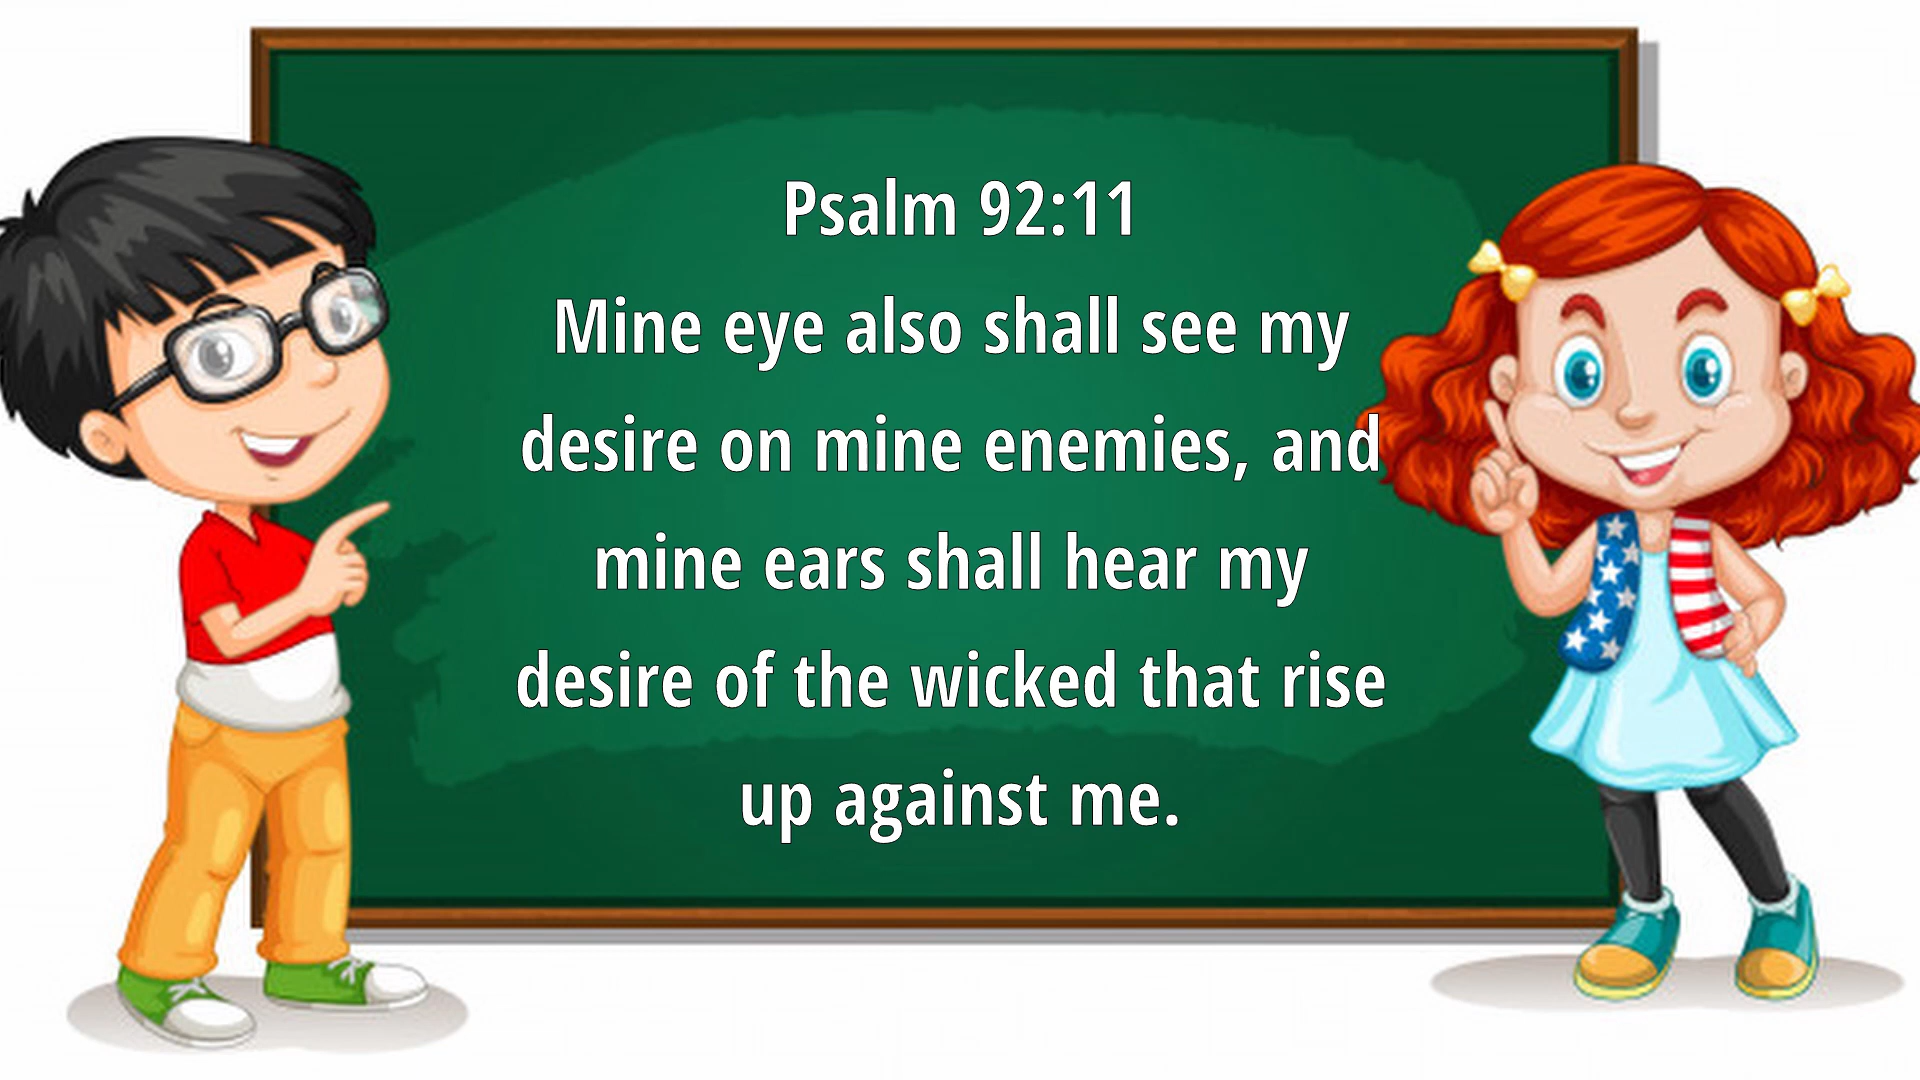 Psalm 92:11
Mine eye also shall see my
desire on mine enemies, and
mine ears shall hear my
desire of the wicked that rise
up against me.